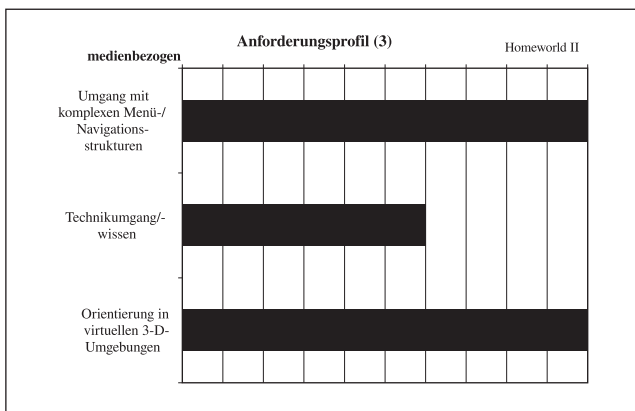 Anforderungsprofil (3)
Homeworld II
medienbezogen
Umgang mit
komplexen Menü-/
Navigations-
strukturen
Technikumgang/-
wissen
Orientierung in
virtuellen 3-D-
Umgebungen